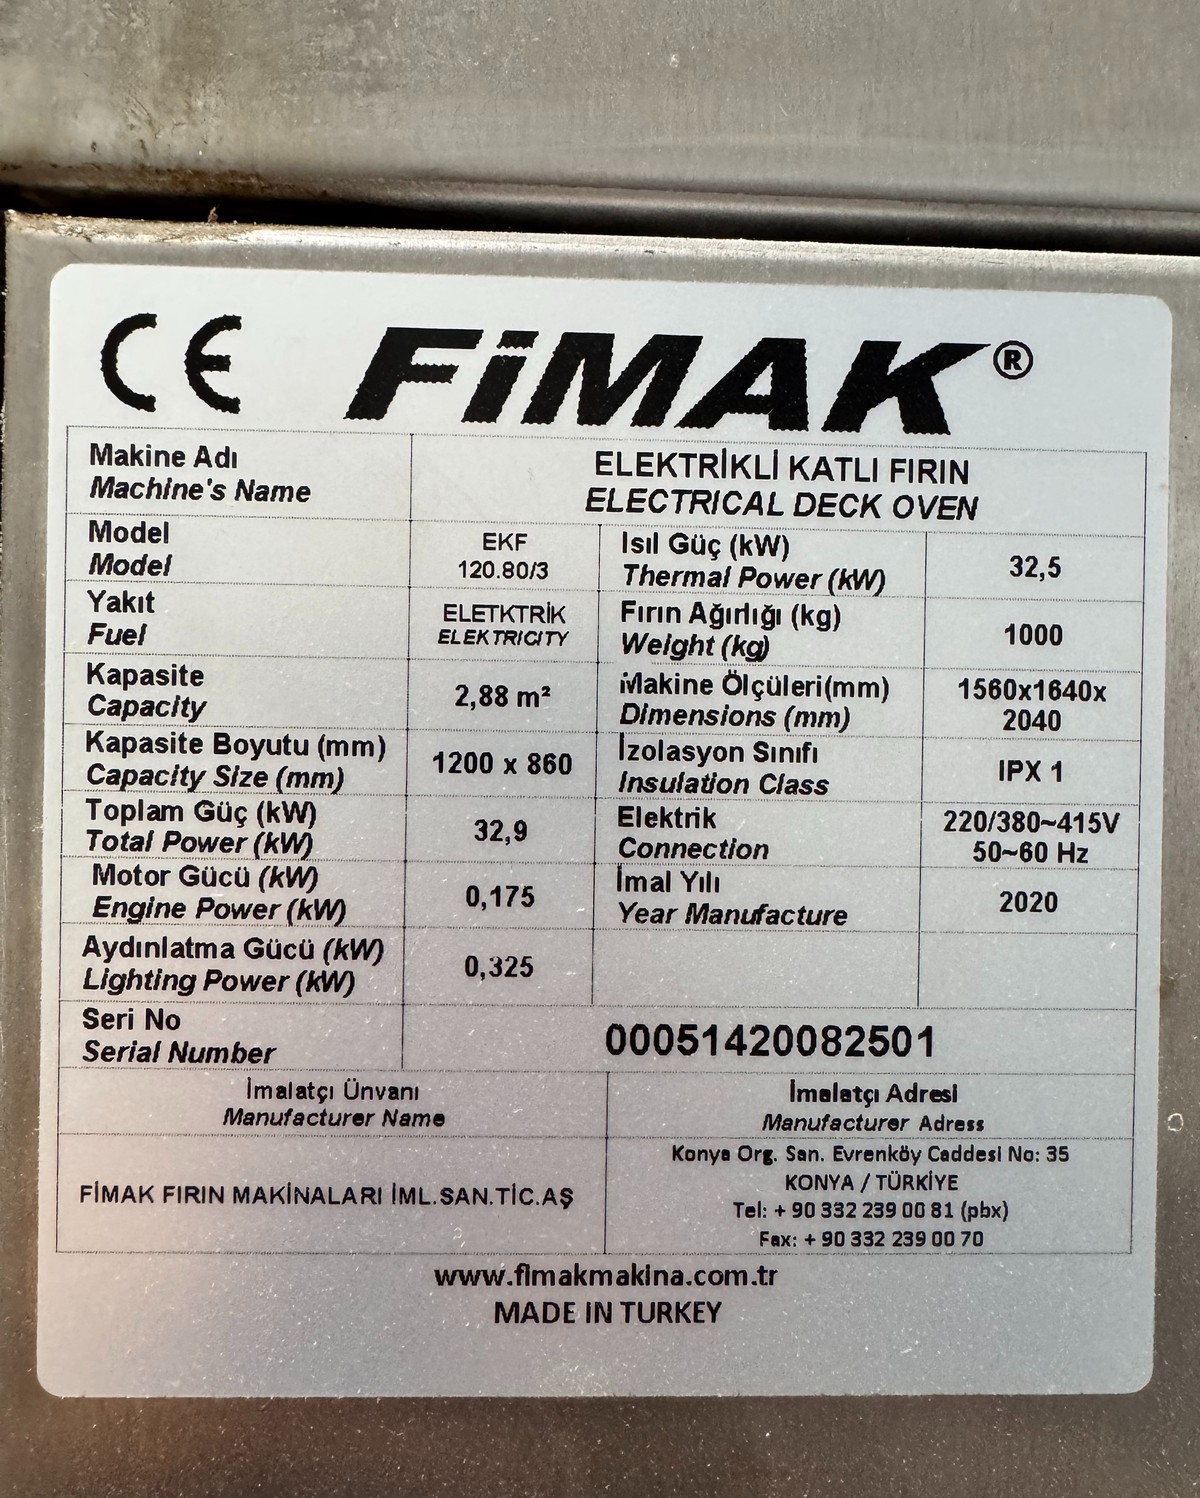 CE FİMAK®
Makine Adı
Machine's Name
ELEKTRİKLİ KATLI FIRIN
ELECTRICAL DECK OVEN
Model
Model
EKF
120.80/3
Isıl Güç (kW)
Thermal Power (kW)
32,5
Yakıt
Fuel
ELETKTRİK
ELEKTRICITY
Fırın Ağırlığı (kg)
Weight (kg)
1000
Kapasite
Capacity
2,88 m²
Makine Ölçüleri(mm)
Dimensions (mm)
1560x1640x
2040
Kapasite Boyutu (mm)
Capacity Size (mm)
1200 x 860
İzolasyon Sınıfı
Insulation Class
IPX 1
Toplam Güç (kW)
Total Power (kW)
32,9
Elektrik
Connection
220/380~415V
50~60 Hz
Motor Gücü (kW)
Engine Power (kW)
0,175
İmal Yılı
Year Manufacture
2020
Aydınlatma Gücü (kW)
Lighting Power (kW)
0,325
Seri No
Serial Number
00051420082501
İmalatçı Ünvanı
Manufacturer Name
İmalatçı Adresi
Manufacturer Adress
FİMAK FIRIN MAKİNALARI İML.SAN.TİC.AŞ
Konya Org. San. Evrenköy Caddesi No: 35
KONYA / TÜRKİYE
Tel: + 90 332 239 00 81 (pbx)
Fax: + 90 332 239 00 70
www.fimakmakina.com.tr
MADE IN TURKEY